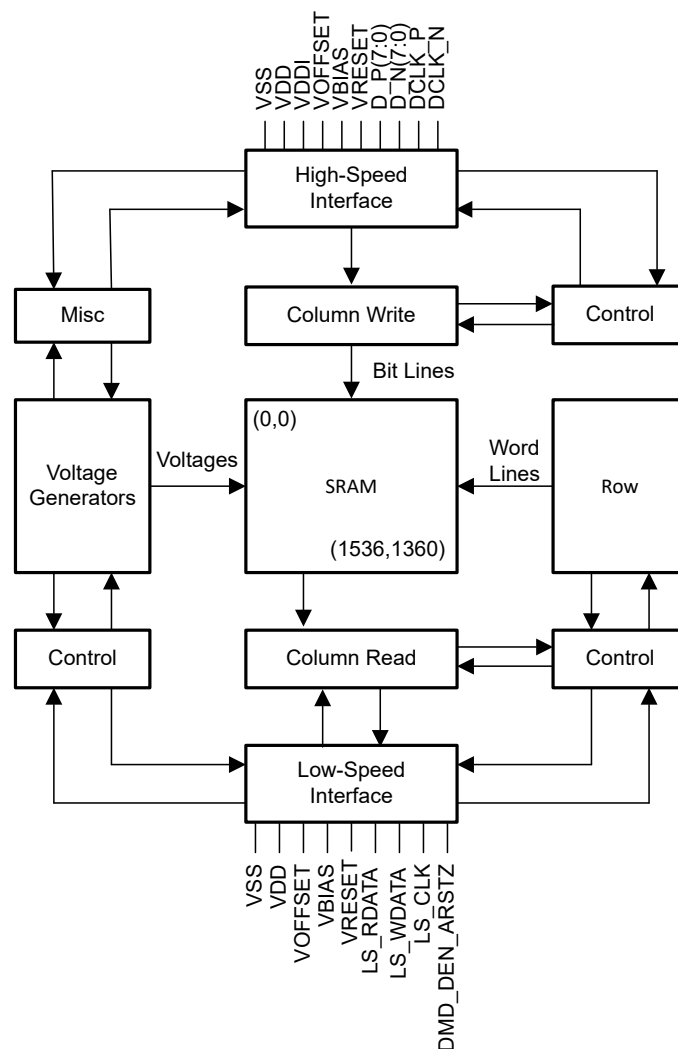 VSS
VDD
VDDI
VOFFSET
VBIAS
VRESET
D_P(7:0)
D_N(7:0)
DCLK_P
DCLK_N
High-Speed
Interface
Misc
Column Write
Control
Bit Lines
(0,0)
Voltage
Generators
Voltages
SRAM
Word
Lines
Row
(1536,1360)
Control
Column Read
Control
Low-Speed
Interface
VSS
VDD
VOFFSET
VBIAS
VRESET
LS_RDATA
LS_WDATA
LS_CLK
DMD_DEN_ARSTZ